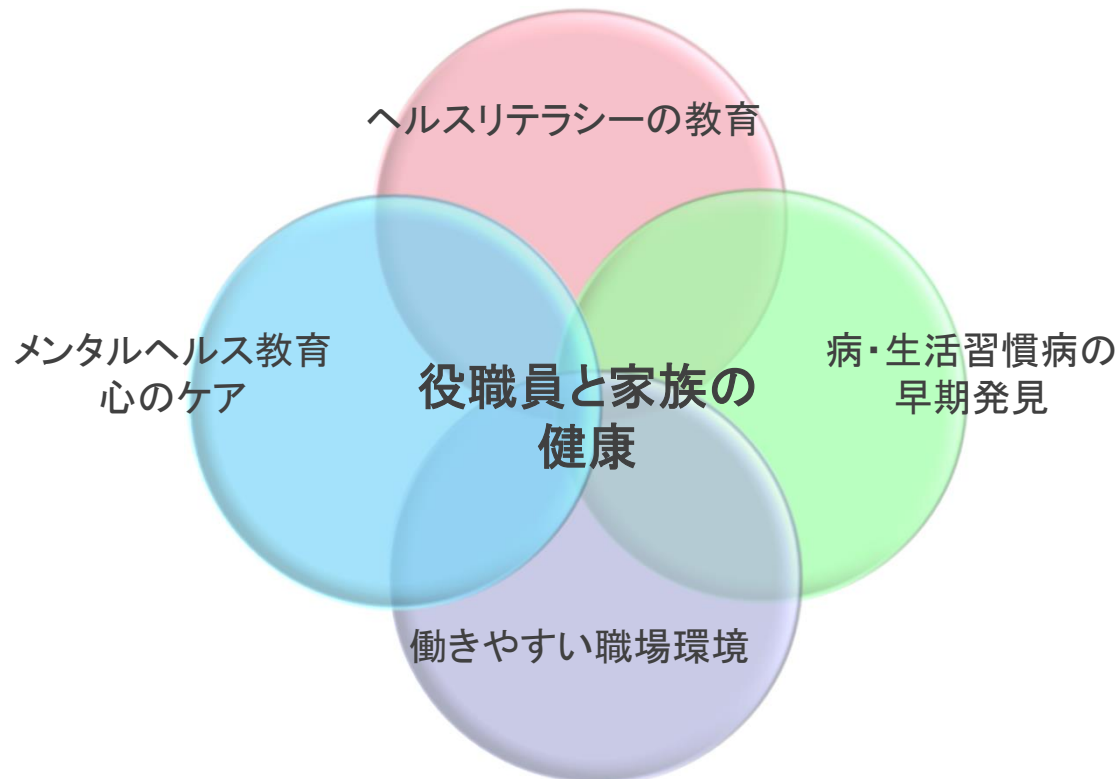 ヘルスリテラシーの教育
メンタルヘルス教育
心のケア
役職員と家族の
健康
病・生活習慣病の
早期発見
働きやすい職場環境